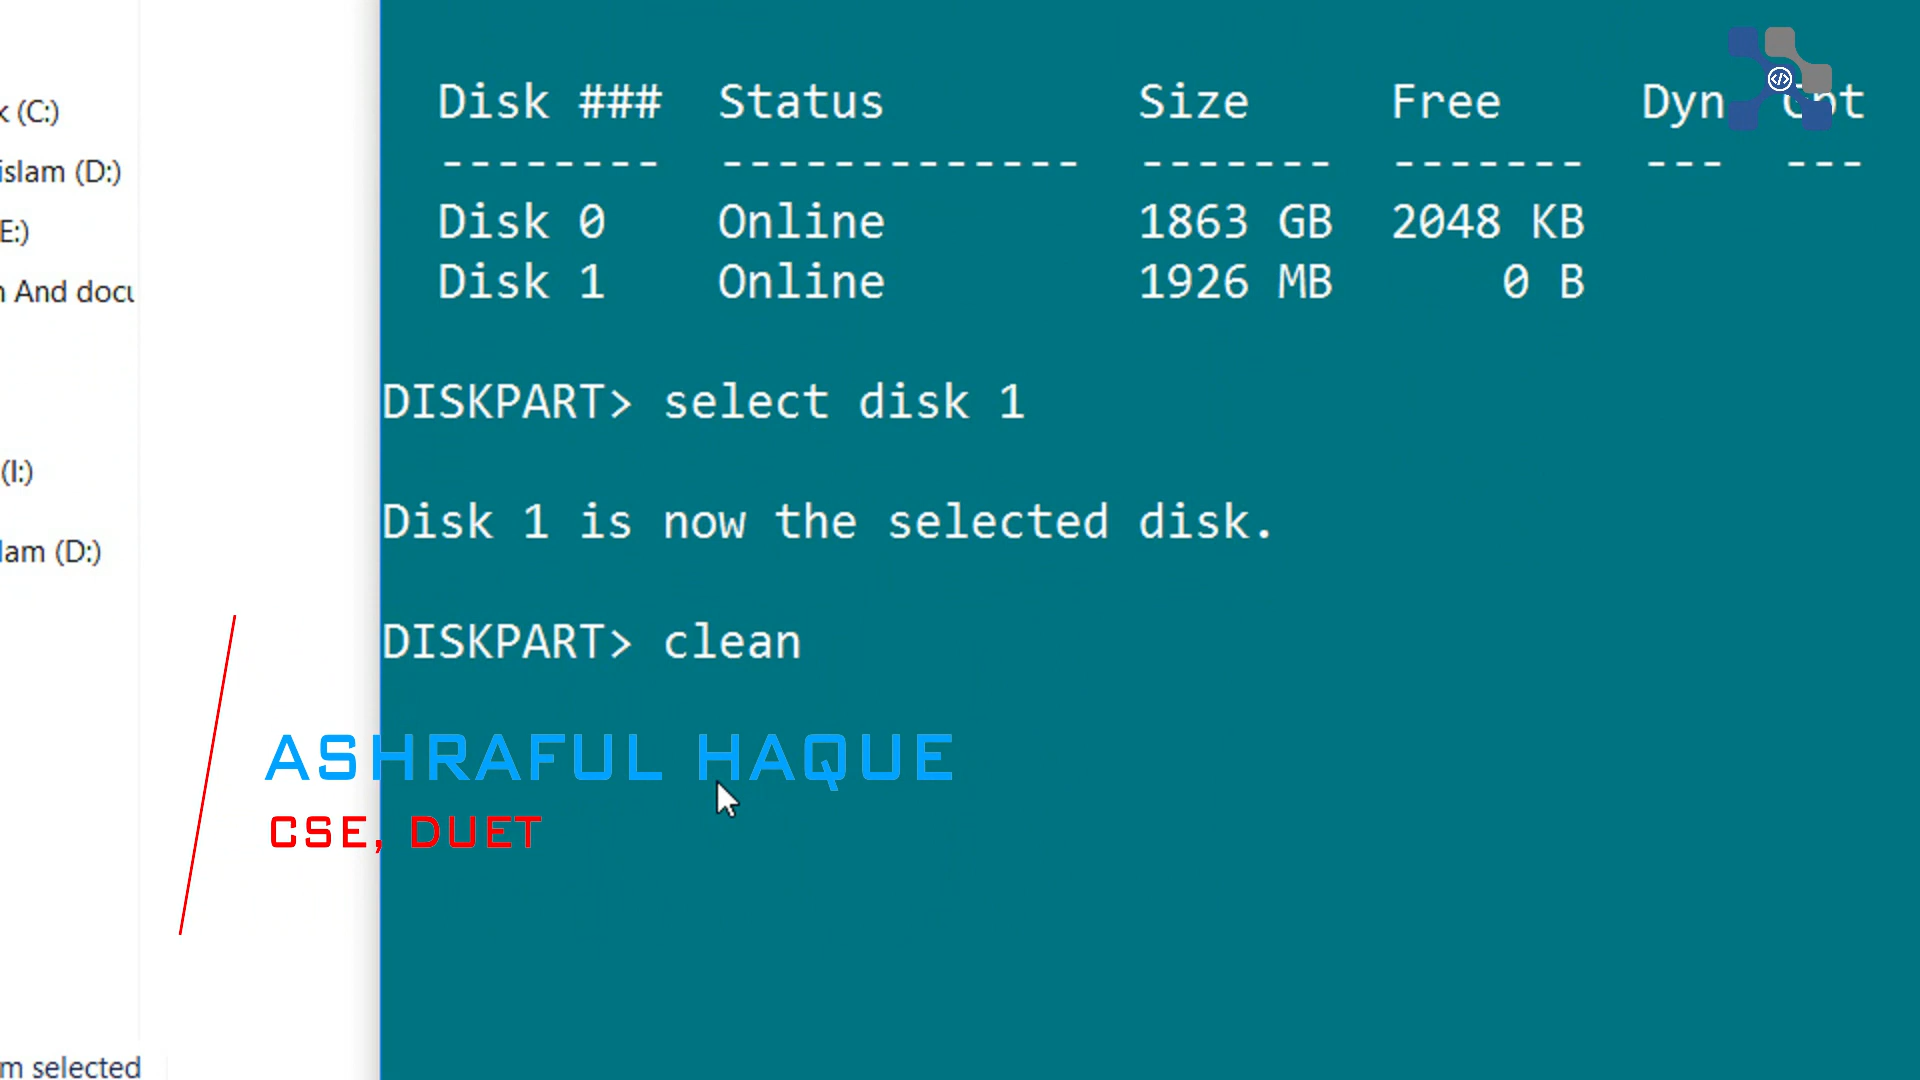 k (C:)
islam (D:)
E:)
n And docu
(I:)
lam (D:)
m selected
Disk ### Status Size Free Dyn Gpt
-------- ------------- ------- ------- --- ---
Disk 0 Online 1863 GB 2048 KB
Disk 1 Online 1926 MB 0 B
DISKPART> select disk 1
Disk 1 is now the selected disk.
DISKPART> clean
ASHRAFUL HAQUE
CSE, DUET